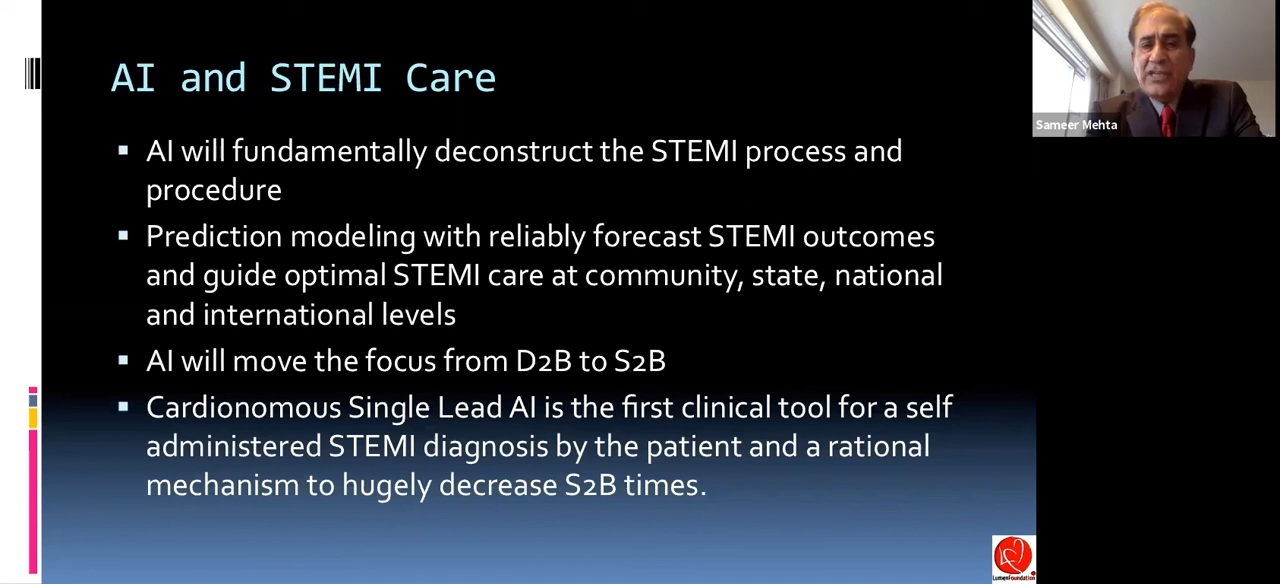 AI and STEMI Care
Sameer Mehta
▪ AI will fundamentally deconstruct the STEMI process and
procedure
▪ Prediction modeling with reliably forecast STEMI outcomes
and guide optimal STEMI care at community, state, national
and international levels
▪ AI will move the focus from D2B to S2B
▪ Cardionomous Single Lead AI is the first clinical tool for a self
administered STEMI diagnosis by the patient and a rational
mechanism to hugely decrease S2B times.
LumenFoundation